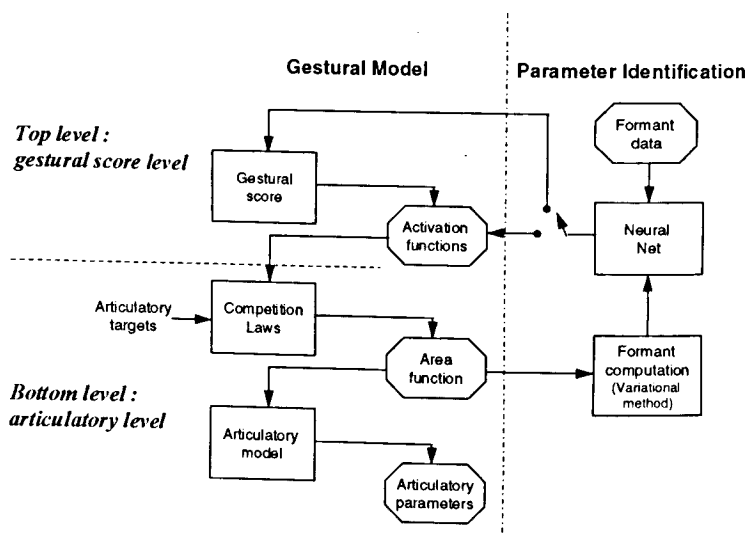 Gestural Model
Parameter Identification
Top level :
gestural score level
Formant
data
Gestural
score
Activation
functions
Neural
Net
Articulatory
targets
Competition
Laws
Area
function
Formant
computation
(Variational
method)
Bottom level :
articulatory level
Articulatory
model
Articulatory
parameters